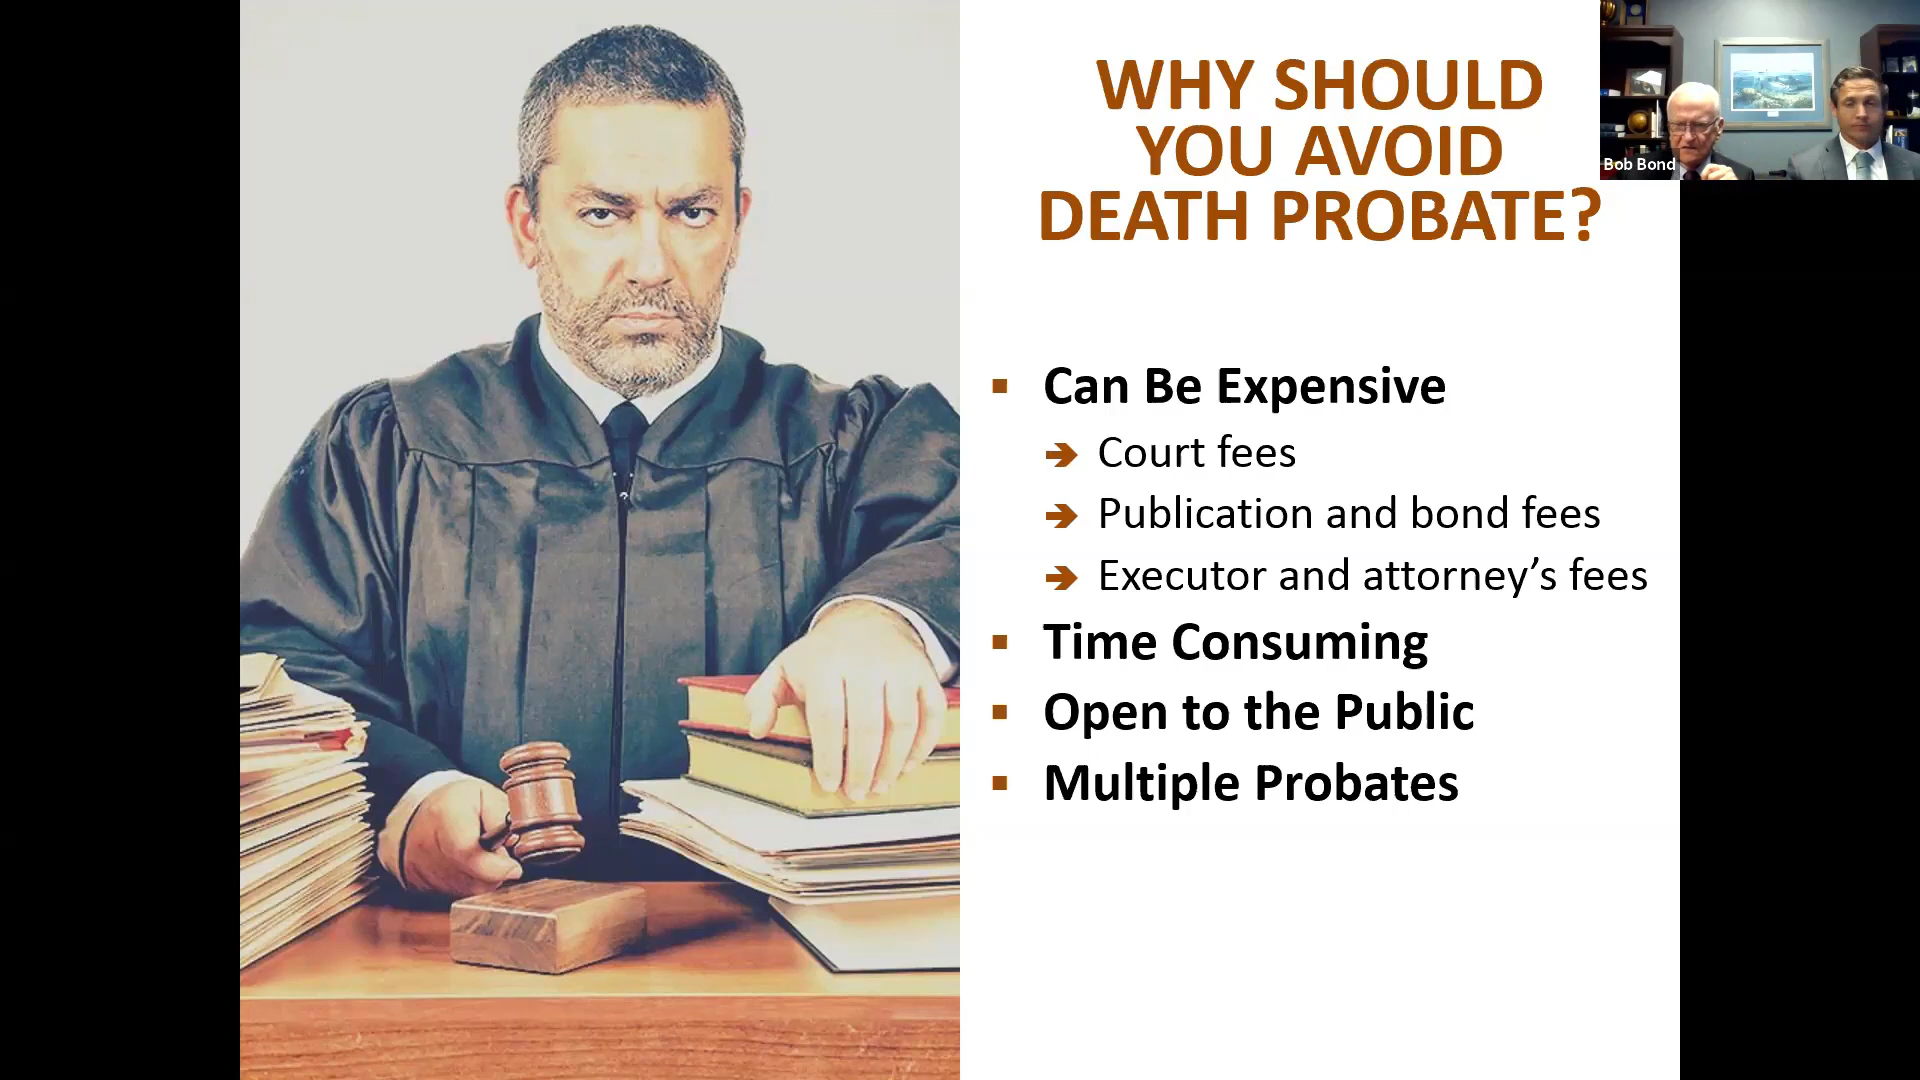 WHY SHOULD
YOU AVOID
DEATH PROBATE?
Bob Bond
▪ Can Be Expensive
➔ Court fees
➔ Publication and bond fees
➔ Executor and attorney’s fees
▪ Time Consuming
▪ Open to the Public
▪ Multiple Probates